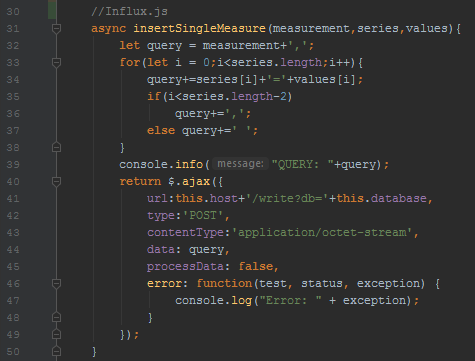 30 //Influx.js
31 async insertSingleMeasure(measurement,series,values){
32 let query = measurement+',';
33 for(let i = 0;i<series.length;i++){
34 query+=series[i]+'='+values[i];
35 if(i<series.length-2)
36 query+=',';
37 else query+=' ';
38 }
39 console.info( message: "QUERY: "+query);
40 return $.ajax({
41 url:this.host+'/write?db='+this.database,
42 type:'POST',
43 contentType:'application/octet-stream',
44 data: query,
45 processData: false,
46 error: function(test, status, exception) {
47 console.log("Error: " + exception);
48 }
49 });
50 }